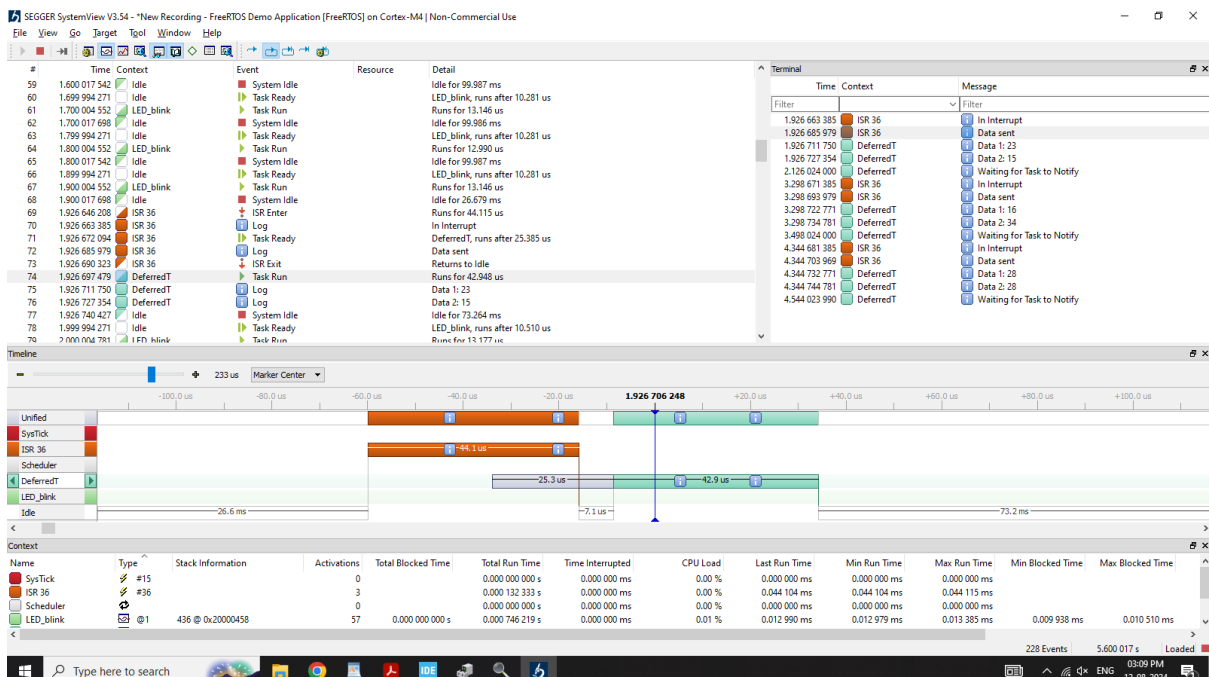 SEGGER SystemView V3.54 - *New Recording - FreeRTOS Demo Application [FreeRTOS] on Cortex-M4 | Non-Commercial Use
File View Go Target Tool Window Help
# Time Context Event Resource Detail
59 1.600 017 542 Idle System Idle Idle for 99.987 ms
60 1.699 994 271 Idle Task Ready LED_blink, runs after 10.281 us
61 1.700 004 552 LED_blink Task Run Runs for 13.146 us
62 1.700 017 698 Idle System Idle Idle for 99.986 ms
63 1.799 994 271 Idle Task Ready LED_blink, runs after 10.281 us
64 1.800 004 552 LED_blink Task Run Runs for 12.990 us
65 1.800 017 542 Idle System Idle Idle for 99.987 ms
66 1.899 994 271 Idle Task Ready LED_blink, runs after 10.281 us
67 1.900 004 552 LED_blink Task Run Runs for 13.146 us
68 1.900 017 698 Idle System Idle Idle for 26.679 ms
69 1.926 646 208 ISR 36 ISR Enter Runs for 44.115 us
70 1.926 663 385 ISR 36 Log In Interrupt
71 1.926 672 094 ISR 36 Task Ready DeferredT, runs after 25.385 us
72 1.926 685 979 ISR 36 Log Data sent
73 1.926 690 323 ISR 36 ISR Exit Returns to Idle
74 1.926 697 479 DeferredT Task Run Runs for 42.948 us
75 1.926 711 750 DeferredT Log Data 1: 23
76 1.926 727 354 DeferredT Log Data 2: 15
77 1.926 740 427 Idle System Idle Idle for 73.264 ms
78 1.999 994 271 Idle Task Ready LED_blink, runs after 10.510 us
79 2.000 004 781 LED_blink Task Run Runs for 13.177 us
Terminal
Time Context Message
Filter Filter
1.926 663 385 ISR 36 In Interrupt
1.926 685 979 ISR 36 Data sent
1.926 711 750 DeferredT Data 1: 23
1.926 727 354 DeferredT Data 2: 15
2.126 024 000 DeferredT Waiting for Task to Notify
3.298 671 385 ISR 36 In Interrupt
3.298 693 979 ISR 36 Data sent
3.298 722 771 DeferredT Data 1: 16
3.298 734 781 DeferredT Data 2: 34
3.498 024 000 DeferredT Waiting for Task to Notify
4.344 681 385 ISR 36 In Interrupt
4.344 703 969 ISR 36 Data sent
4.344 732 771 DeferredT Data 1: 28
4.344 744 781 DeferredT Data 2: 28
4.544 023 990 DeferredT Waiting for Task to Notify
Timeline
233 us Marker Center
-100.0 us -80.0 us -60.0 us -40.0 us -20.0 us 1.926 706 248 +20.0 us +40.0 us +60.0 us +80.0 us +100.0 us
Unified
SysTick
ISR 36 44.1 us
Scheduler
DeferredT 25.3 us 42.9 us
LED_blink
Idle 26.6 ms 7.1 us 73.2 ms
Context
Name Type Stack Information Activations Total Blocked Time Total Run Time Time Interrupted CPU Load Last Run Time Min Run Time Max Run Time Min Blocked Time Max Blocked Time
SysTick #15 0 0.000 000 000 s 0.000 000 ms 0.00 % 0.000 000 ms 0.000 000 ms 0.000 000 ms
ISR 36 #36 3 0.000 132 333 s 0.000 000 ms 0.00 % 0.044 104 ms 0.044 104 ms 0.044 115 ms
Scheduler 0 0.000 000 000 s 0.000 000 ms 0.00 % 0.000 000 ms 0.000 000 ms 0.000 000 ms
LED_blink @1 436 @ 0x20000458 57 0.000 000 000 s 0.000 746 219 s 0.000 000 ms 0.01 % 0.012 990 ms 0.012 979 ms 0.013 385 ms 0.009 938 ms 0.010 510 ms
228 Events 5.600 017 s Loaded
Type here to search IDE ENG 03:09 PM